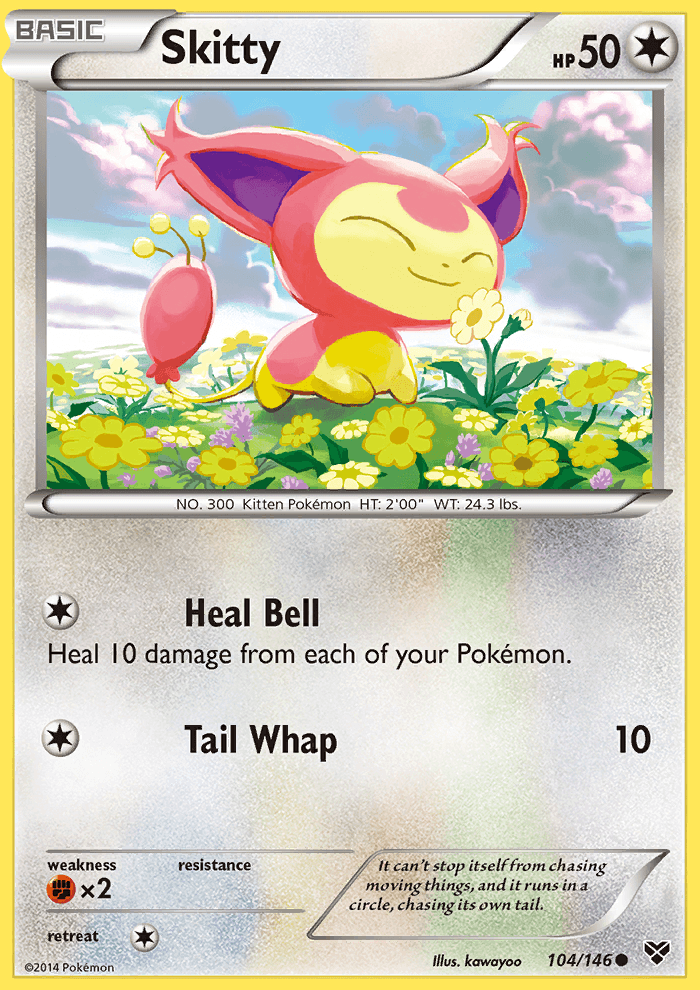 BASIC
Skitty
HP50
NO. 300 Kitten Pokémon HT: 2'00" WT: 24.3 lbs.
Heal Bell
Heal 10 damage from each of your Pokémon.
Tail Whap 10
weakness resistance
×2
retreat
It can't stop itself from chasing
moving things, and it runs in a
circle, chasing its own tail.
©2014 Pokémon
Illus. kawayoo 104/146